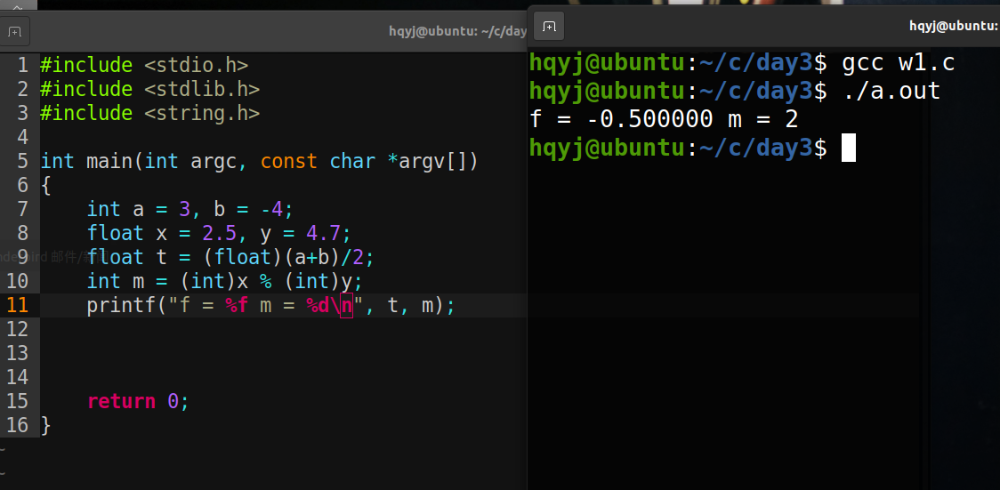 hqyj@ubuntu: ~/c/day
1 #include <stdio.h>
2 #include <stdlib.h>
3 #include <string.h>
4
5 int main(int argc, const char *argv[])
6 {
7     int a = 3, b = -4;
8     float x = 2.5, y = 4.7;
9     float t = (float)(a+b)/2;
10     int m = (int)x % (int)y;
11     printf("f = %f m = %d\n", t, m);
12
13
14
15     return 0;
16 }
~
~
hqyj@ubuntu:
hqyj@ubuntu:~/c/day3$ gcc w1.c
hqyj@ubuntu:~/c/day3$ ./a.out
f = -0.500000 m = 2
hqyj@ubuntu:~/c/day3$